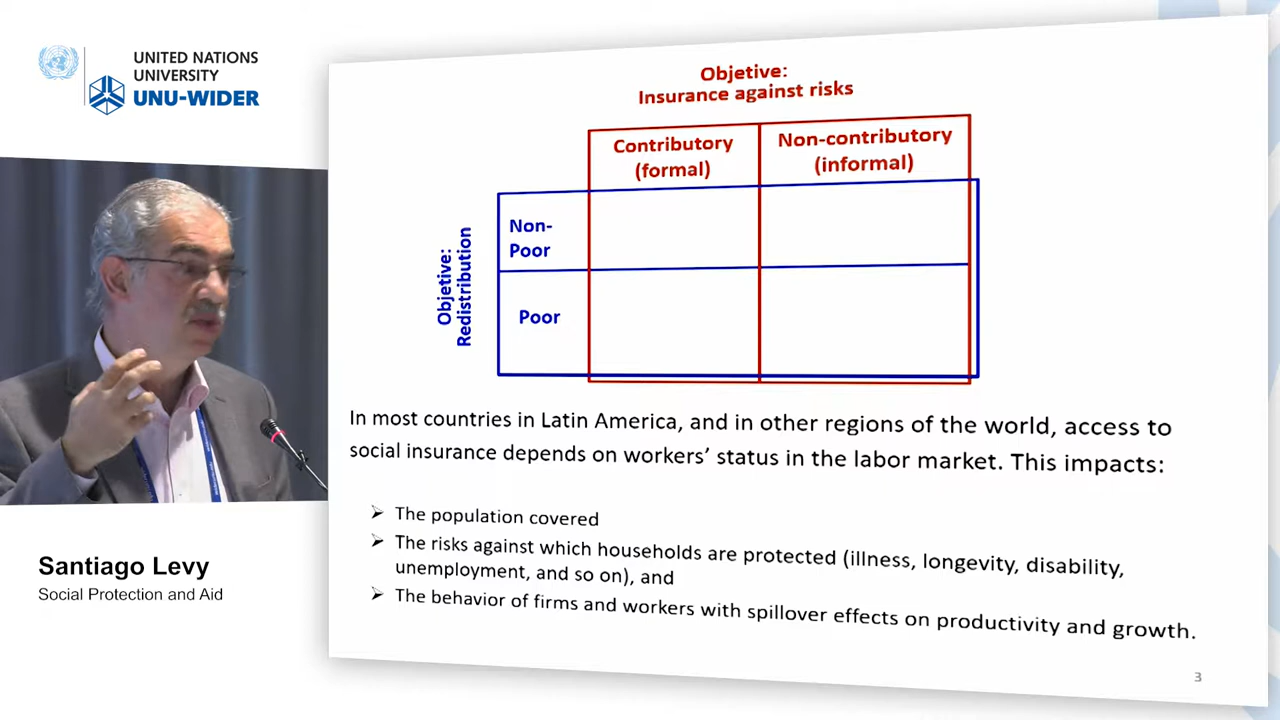 UNITED NATIONS
UNIVERSITY
UNU-WIDER
Objetive:
Insurance against risks
Contributory
(formal)
Non-contributory
(informal)
Objetive:
Redistribution
Non-
Poor
Poor
In most countries in Latin America, and in other regions of the world, access to
social insurance depends on workers’ status in the labor market. This impacts:
➢ The population covered
➢ The risks against which households are protected (illness, longevity, disability,
unemployment, and so on), and
➢ The behavior of firms and workers with spillover effects on productivity and growth.
3
Santiago Levy
Social Protection and Aid